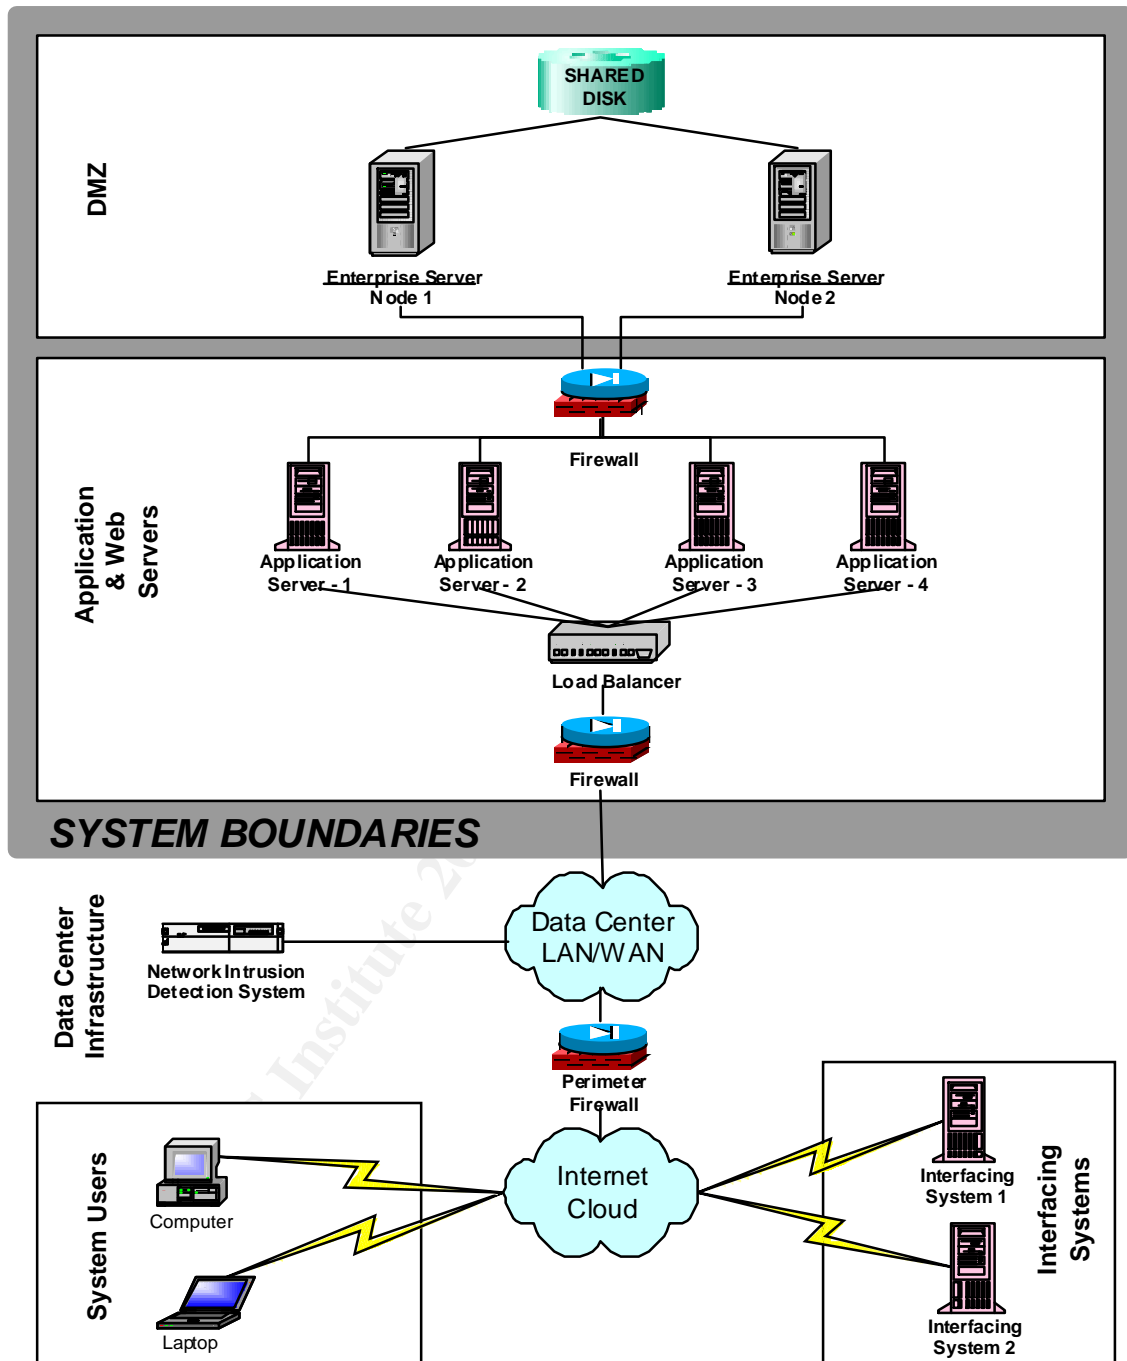 SHARED
DISK
DMZ
Enterprise Server
Node 1
Enterprise Server
Node 2
Firewall
Application
& Web
Servers
Application
Server - 1
Application
Server - 2
Application
Server - 3
Application
Server - 4
Load Balancer
Firewall
SYSTEM BOUNDARIES
Data Center
Infrastructure
Network Intrusion
Detection System
Data Center
LAN/WAN
Perimeter
Firewall
System Users
Computer
Laptop
Internet
Cloud
Interfacing
System 1
Interfacing
System 2
Interfacing
Systems
Institute 20